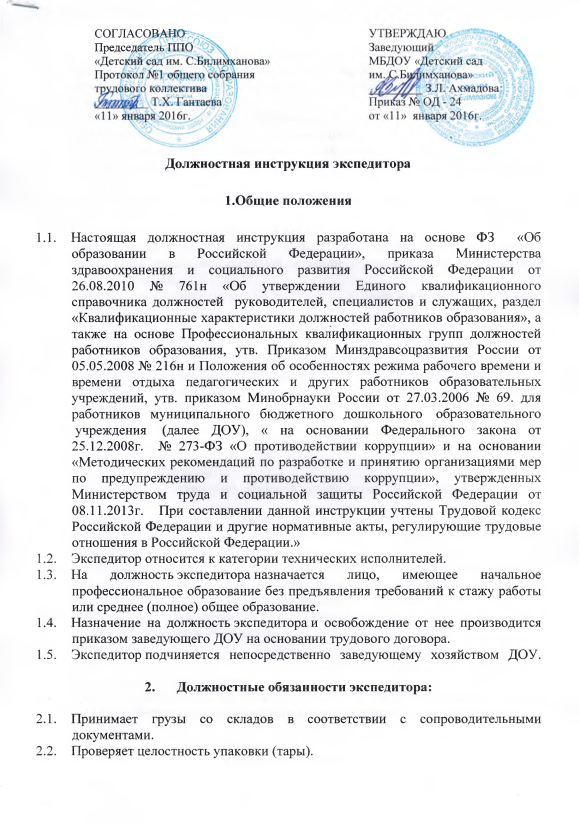 СОГЛАСОВАНО
Председатель ППО
«Детский сад им. С.Билимханова»
Протокол №1 общего собрания
трудового коллектива
Т.Х. Гантаева
«11» января 2016г.
УТВЕРЖДАЮ
Заведующий
МБДОУ «Детский сад
им. С.Билимханова»
З.Л. Ахмадова
Приказ № ОД - 24
от «11» января 2016г.
Должностная инструкция экспедитора
1.Общие положения
1.1. Настоящая должностная инструкция разработана на основе ФЗ «Об
образовании в Российской Федерации», приказа Министерства
здравоохранения и социального развития Российской Федерации от
26.08.2010 № 761н «Об утверждении Единого квалификационного
справочника должностей руководителей, специалистов и служащих, раздел
«Квалификационные характеристики должностей работников образования», а
также на основе Профессиональных квалификационных групп должностей
работников образования, утв. Приказом Минздравсоцразвития России от
05.05.2008 № 216н и Положения об особенностях режима рабочего времени и
времени отдыха педагогических и других работников образовательных
учреждений, утв. приказом Минобрнауки России от 27.03.2006 № 69. для
работников муниципального бюджетного дошкольного образовательного
учреждения (далее ДОУ), « на основании Федерального закона от
25.12.2008г. № 273-ФЗ «О противодействии коррупции» и на основании
«Методических рекомендаций по разработке и принятию организациями мер
по предупреждению и противодействию коррупции», утвержденных
Министерством труда и социальной защиты Российской Федерации от
08.11.2013г. При составлении данной инструкции учтены Трудовой кодекс
Российской Федерации и другие нормативные акты, регулирующие трудовые
отношения в Российской Федерации.»
1.2. Экспедитор относится к категории технических исполнителей.
1.3. На должность экспедитора назначается лицо, имеющее начальное
профессиональное образование без предъявления требований к стажу работы
или среднее (полное) общее образование.
1.4. Назначение на должность экспедитора и освобождение от нее производится
приказом заведующего ДОУ на основании трудового договора.
1.5. Экспедитор подчиняется непосредственно заведующему хозяйством ДОУ.
2. Должностные обязанности экспедитора:
2.1. Принимает грузы со складов в соответствии с сопроводительными
документами.
2.2. Проверяет целостность упаковки (тары).